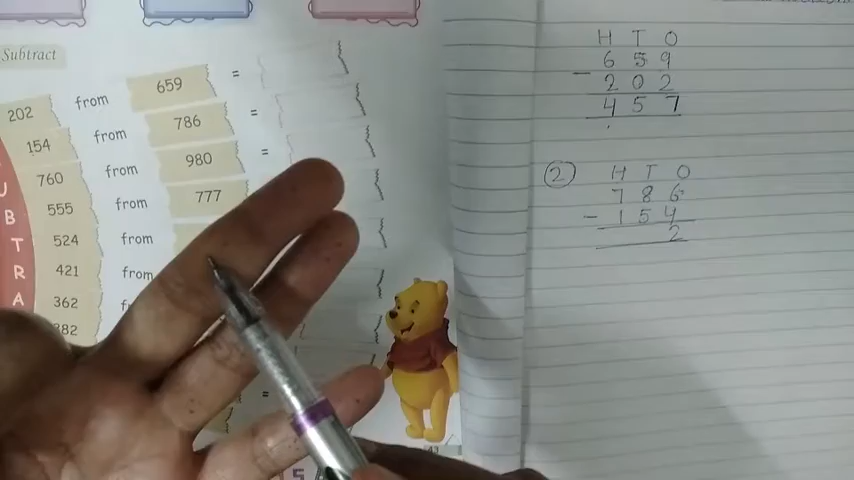 Subtract
202 from 659 =
154 from 786 =
760 from 980 =
555 from 777
524 from
421 from
362
382
=
U
B
T
R
A
H T O
6 5 9
- 2 0 2
4 5 7
2 H T O
7 8 6
- 1 5 4
2